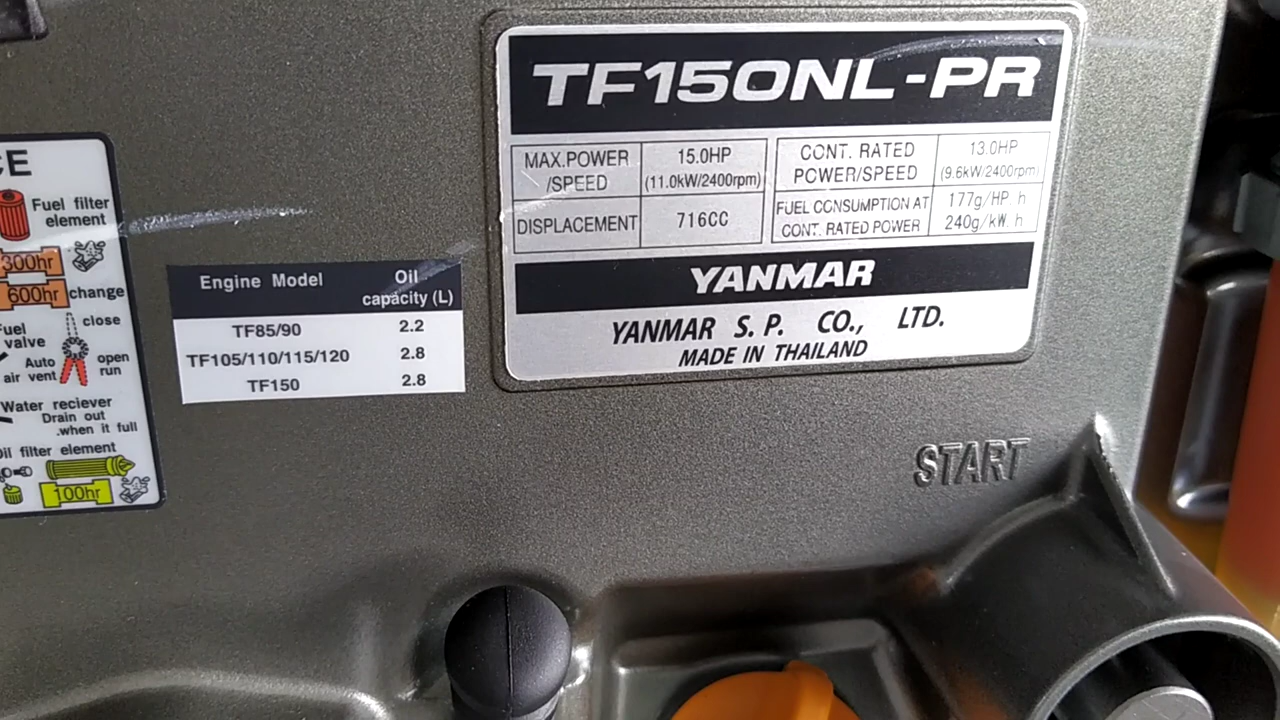 TF150NL-PR
MAX.POWER
/SPEED
15.0HP
(11.0kW/2400rpm)
CONT. RATED
POWER/SPEED
13.0HP
(9.6kW/2400rpm)
DISPLACEMENT
716CC
FUEL CONSUMPTION AT
CONT. RATED POWER
177g/HP. h
240g/kW. h
YANMAR
YANMAR S. P. CO., LTD.
MADE IN THAILAND
CE
Fuel filter
element
300hr
600hr change
close
Fuel
valve
Auto
air vent
open
run
Water reciever
Drain out
.when it full
Oil filter element
100hr
Engine Model Oil
capacity (L)
TF85/90 2.2
TF105/110/115/120 2.8
TF150 2.8
START